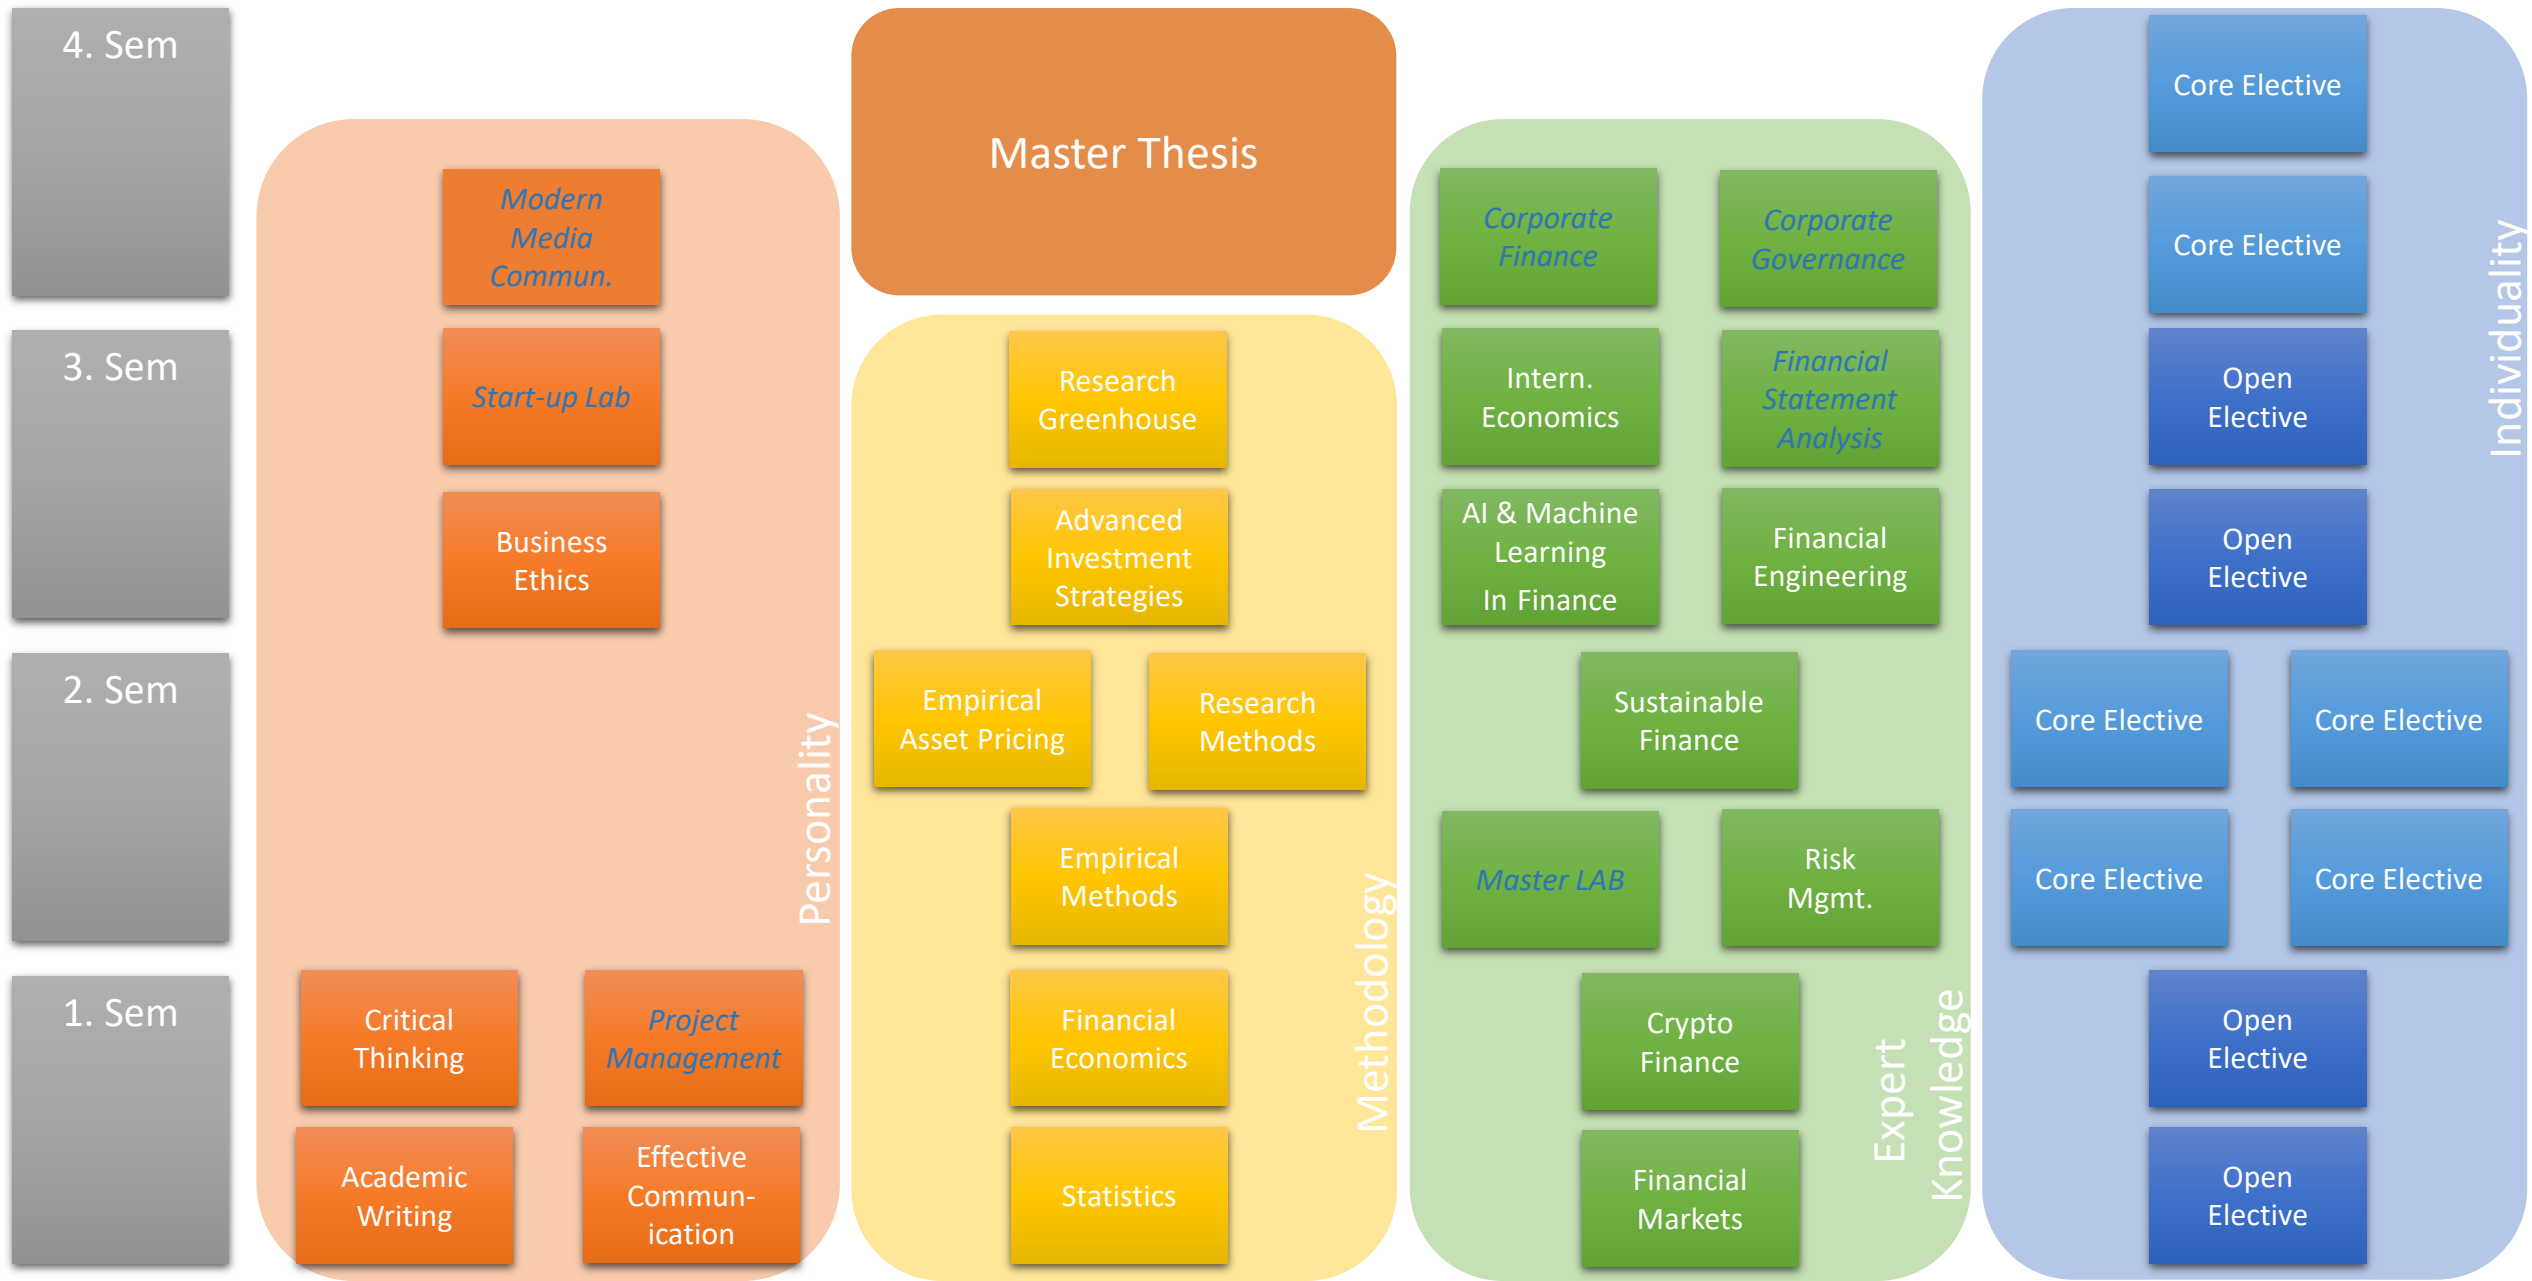 4. Sem
3. Sem
2. Sem
1. Sem
Modern
Media
Commun.
Start-up Lab
Business
Ethics
Critical
Thinking
Project
Management
Academic
Writing
Effective
Commun-
ication
Personality
Master Thesis
Research
Greenhouse
Advanced
Investment
Strategies
Empirical
Asset Pricing
Research
Methods
Empirical
Methods
Financial
Economics
Statistics
Methodology
Corporate
Finance
Corporate
Governance
Intern.
Economics
Financial
Statement
Analysis
AI & Machine
Learning
In Finance
Financial
Engineering
Sustainable
Finance
Master LAB
Risk
Mgmt.
Crypto
Finance
Financial
Markets
Expert
Knowledge
Core Elective
Core Elective
Open
Elective
Open
Elective
Core Elective
Core Elective
Core Elective
Core Elective
Open
Elective
Open
Elective
Individuality